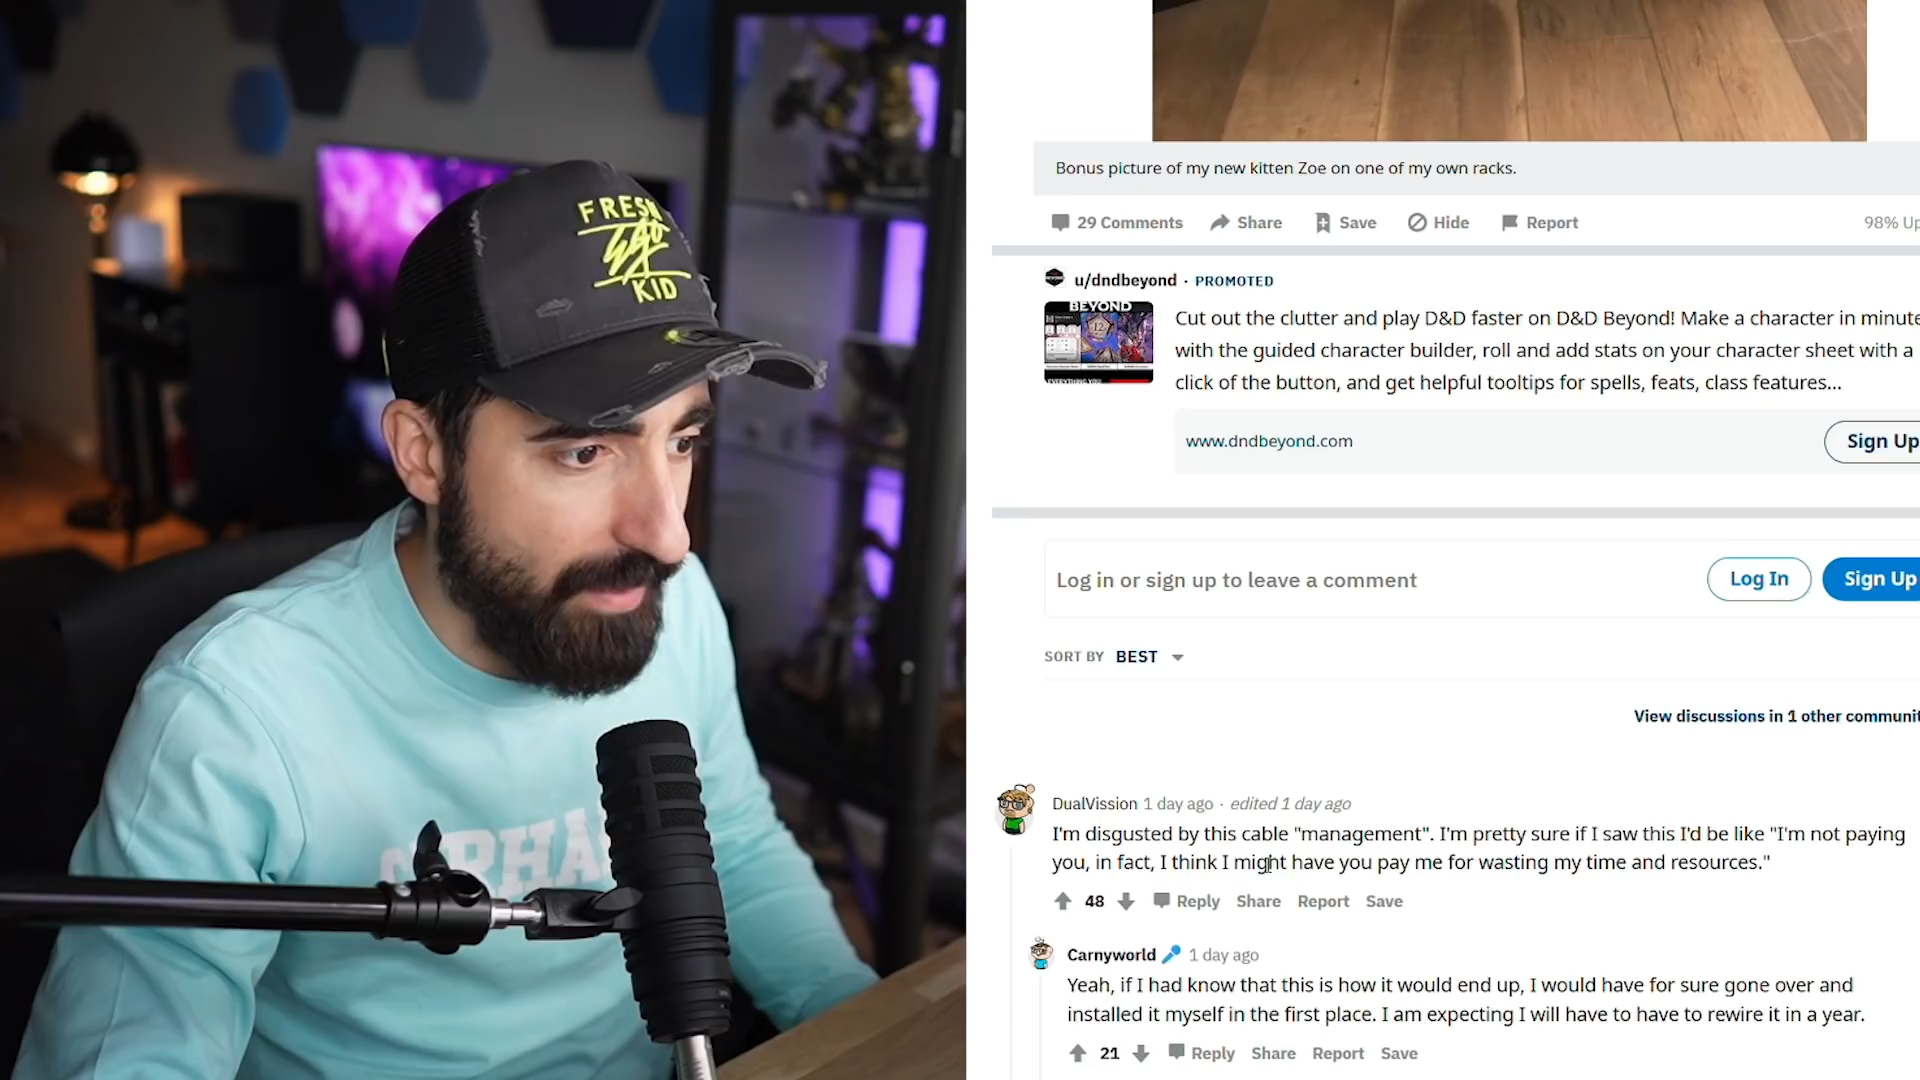 FRESH
EGO
KID
Bonus picture of my new kitten Zoe on one of my own racks.
29 Comments Share Save Hide Report 98% Up
u/dndbeyond · PROMOTED
BEYOND
Cut out the clutter and play D&D faster on D&D Beyond! Make a character in minute
with the guided character builder, roll and add stats on your character sheet with a
click of the button, and get helpful tooltips for spells, feats, class features...
www.dndbeyond.com
Sign Up
Log in or sign up to leave a comment
Log In
Sign Up
SORT BY BEST
View discussions in 1 other communit
DualVission 1 day ago · edited 1 day ago
I'm disgusted by this cable "management". I'm pretty sure if I saw this I'd be like "I'm not paying
you, in fact, I think I might have you pay me for wasting my time and resources."
48 Reply Share Report Save
Carnyworld 1 day ago
Yeah, if I had know that this is how it would end up, I would have for sure gone over and
installed it myself in the first place. I am expecting I will have to have to rewire it in a year.
21 Reply Share Report Save